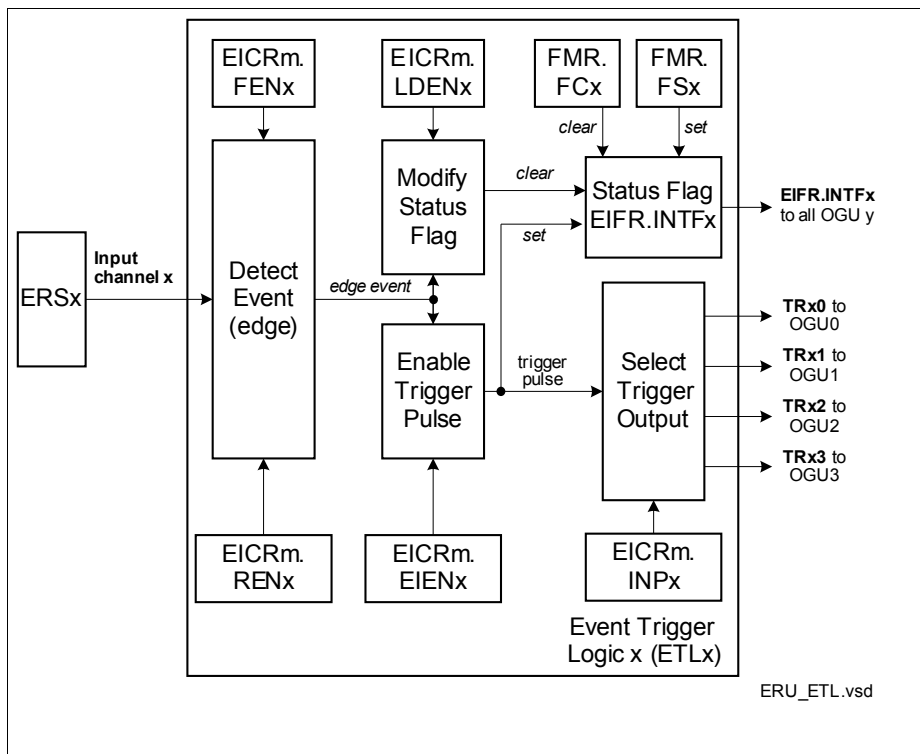 EICRm.
FENx
EICRm.
LDENx
FMR.
FCx
FMR.
FSx
clear
set
Modify
Status
Flag
clear
set
Status Flag
EIFR.INTFx
EIFR.INTFx
to all OGU y
ERSx
Input
channel x
Detect
Event
(edge)
edge event
Enable
Trigger
Pulse
trigger
pulse
Select
Trigger
Output
TRx0 to
OGU0
TRx1 to
OGU1
TRx2 to
OGU2
TRx3 to
OGU3
EICRm.
RENx
EICRm.
EIENx
EICRm.
INPx
Event Trigger
Logic x (ETLx)
ERU_ETL.vsd